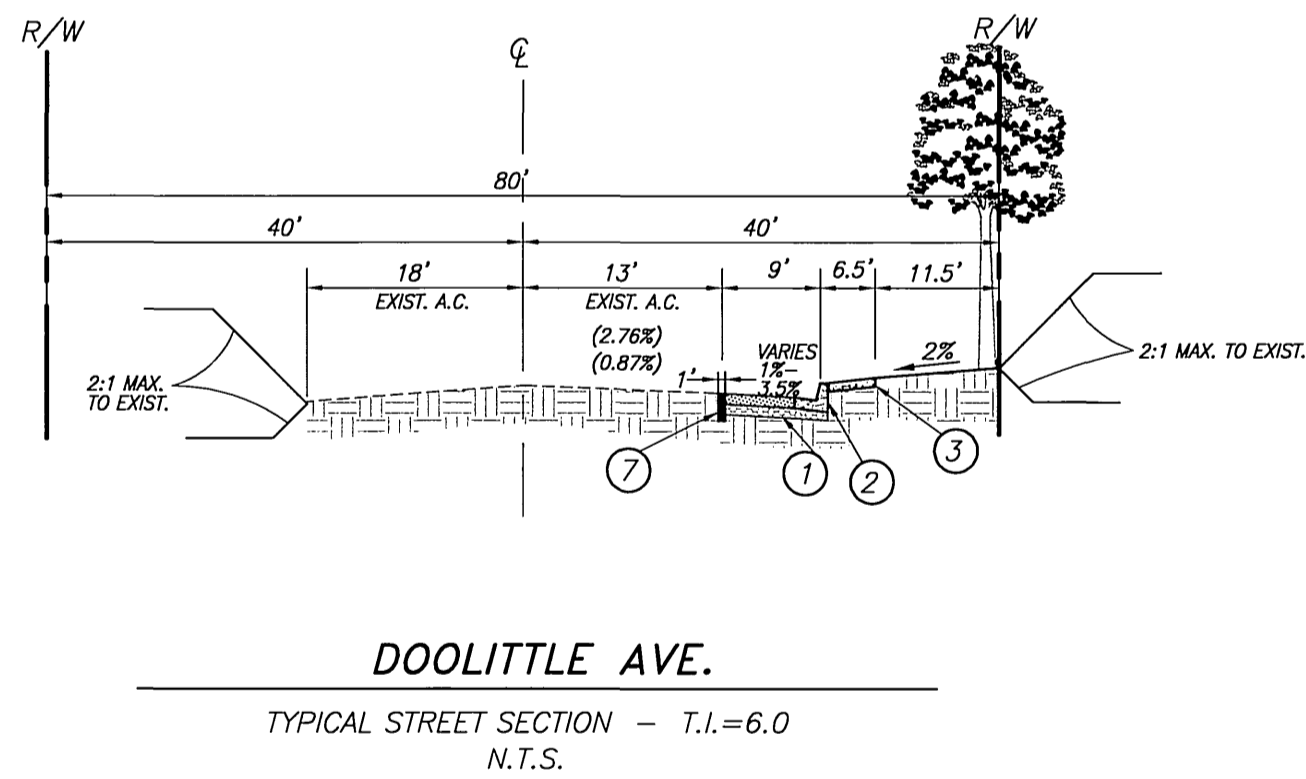 R/W
℄
R/W
80'
40'
40'
18'
13'
9'
6.5'
11.5'
EXIST. A.C.
EXIST. A.C.
(2.76%)
(0.87%)
VARIES
1%–
3.5%
1'
2%
2:1 MAX.
TO EXIST.
2:1 MAX. TO EXIST.
7
1
2
3
DOOLITTLE AVE.
TYPICAL STREET SECTION – T.I.=6.0
N.T.S.